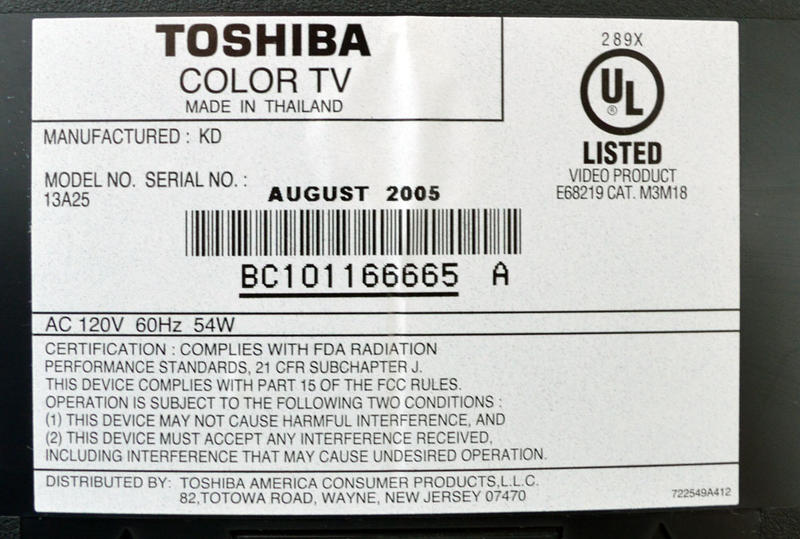 TOSHIBA
COLOR TV
MADE IN THAILAND
289X
UL
®
LISTED
VIDEO PRODUCT
E68219 CAT. M3M18
MANUFACTURED : KD
MODEL NO. SERIAL NO. :
13A25
AUGUST 2005
BC101166665 A
AC 120V 60Hz 54W
CERTIFICATION : COMPLIES WITH FDA RADIATION
PERFORMANCE STANDARDS, 21 CFR SUBCHAPTER J.
THIS DEVICE COMPLIES WITH PART 15 OF THE FCC RULES.
OPERATION IS SUBJECT TO THE FOLLOWING TWO CONDITIONS:
(1) THIS DEVICE MAY NOT CAUSE HARMFUL INTERFERENCE, AND
(2) THIS DEVICE MUST ACCEPT ANY INTERFERENCE RECEIVED,
INCLUDING INTERFERENCE THAT MAY CAUSE UNDESIRED OPERATION.
DISTRIBUTED BY : TOSHIBA AMERICA CONSUMER PRODUCTS,L.L.C.
82,TOTOWA ROAD, WAYNE, NEW JERSEY 07470
722549A412